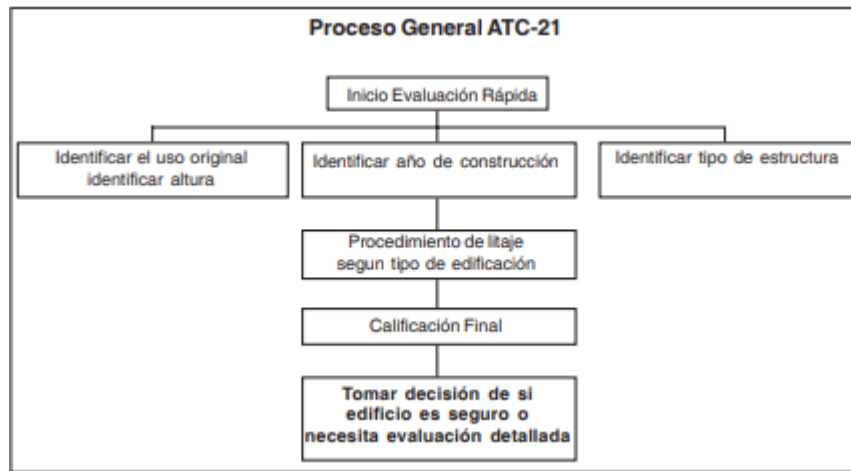 Proceso General ATC-21
Inicio Evaluación Rápida
Identificar el uso original
identificar altura
Identificar año de construcción
Identificar tipo de estructura
Procedimiento de litaje
segun tipo de edificación
Calificación Final
Tomar decisión de si
edificio es seguro o
necesita evaluación detallada